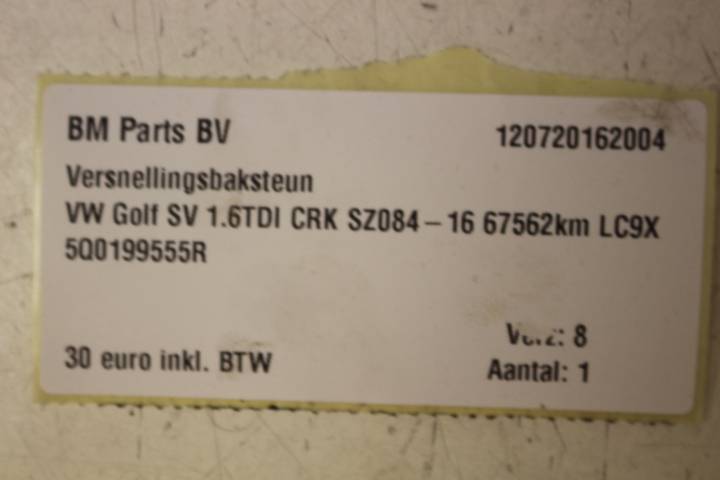 BM Parts BV 120720162004
Versnellingsbaksteun
VW Golf SV 1.6TDI CRK SZ084-16 67562km LC9X
5Q0199555R
8
30 euro inkl. BTW
Aantal: 1